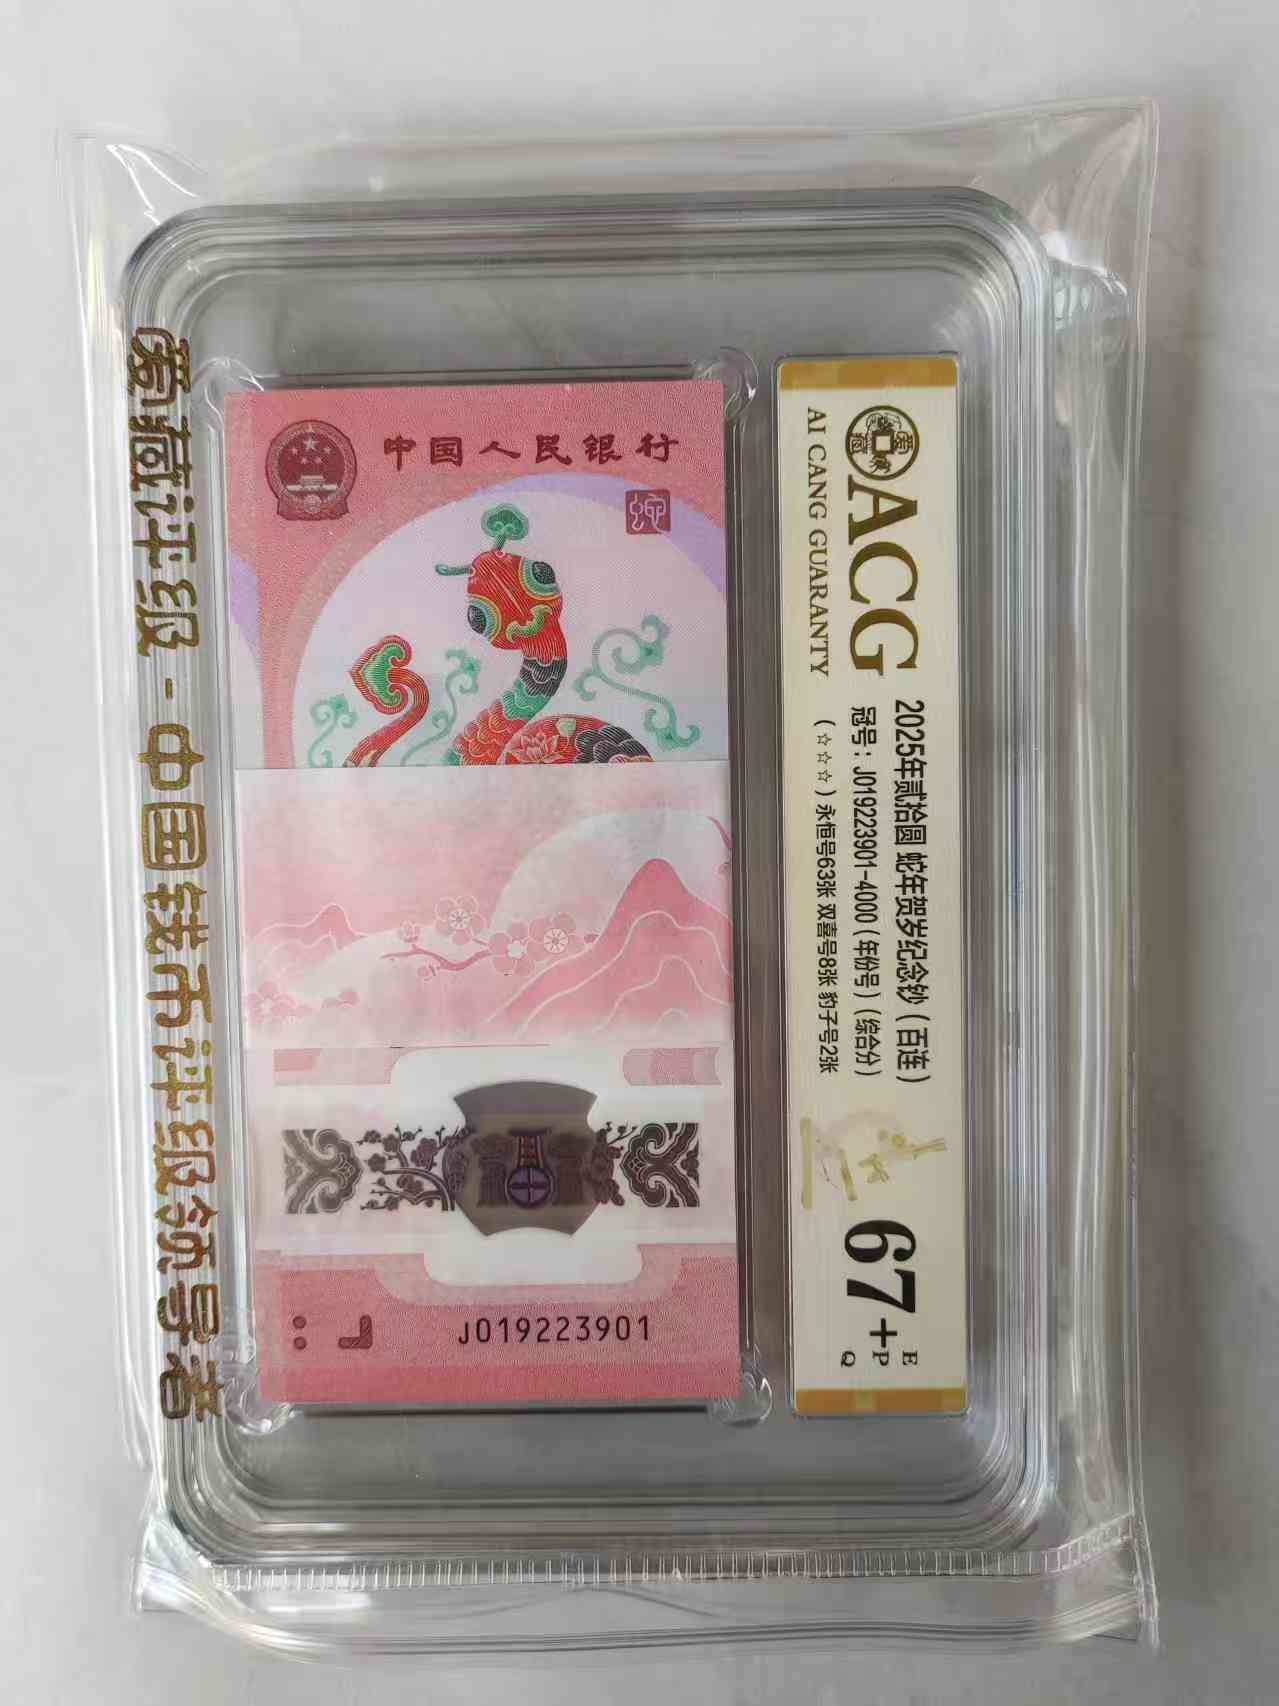 爱藏评级 - 中国钱币评级领导者
中国人民银行
蛇
J019223901
ACG
AI CANG GUARANTY
2025年贰拾圆 蛇年贺岁纪念钞（百连）
冠号：J019223901-4000（年份号）（综合分）
（☆☆☆）永恒号63张 双喜号8张 豹子号2张
67+
E
P
Q